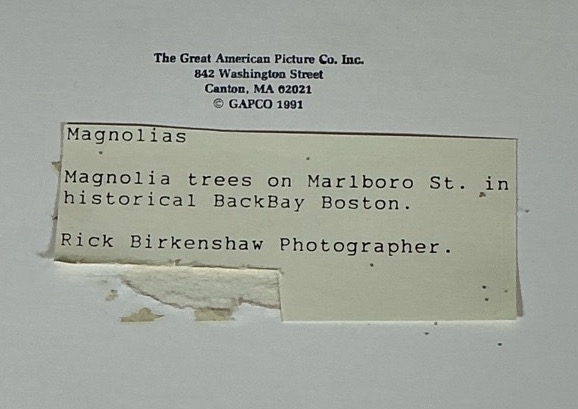 The Great American Picture Co. Inc.
842 Washington Street
Canton, MA 02021
© GAPCO 1991
Magnolias
Magnolia trees on Marlboro St. in
historical BackBay Boston.
Rick Birkenshaw Photographer.